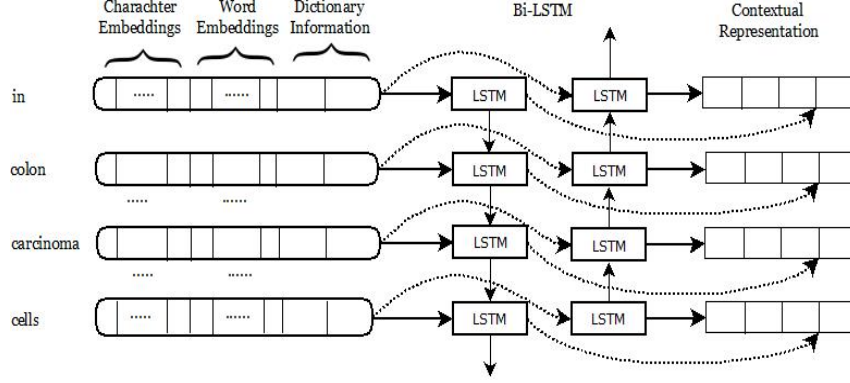 Charachter Word Dictionary Bi-LSTM Contextual
Embeddings Embeddings Information Representation
in ..... ...... LSTM LSTM
colon LSTM LSTM
..... ......
carcinoma LSTM LSTM
..... ......
cells ..... ...... LSTM LSTM